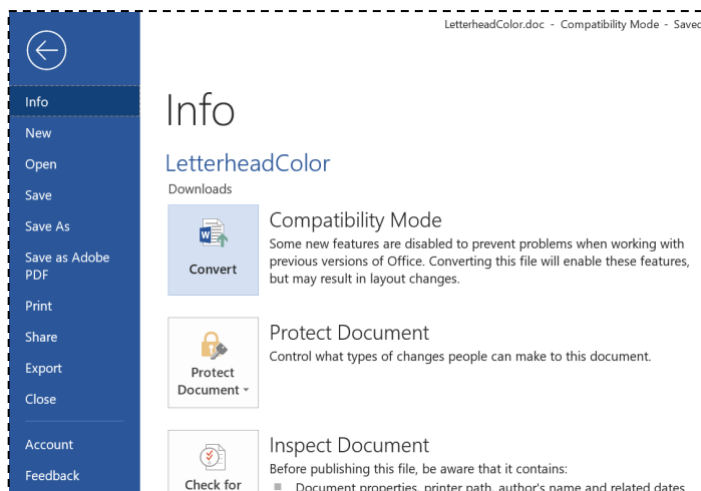 LetterheadColor.doc - Compatibility Mode - Saved
Info
New
Open
Save
Save As
Save as Adobe
PDF
Print
Share
Export
Close
Account
Feedback
Info
LetterheadColor
Downloads
Convert
Compatibility Mode
Some new features are disabled to prevent problems when working with
previous versions of Office. Converting this file will enable these features,
but may result in layout changes.
Protect
Document
Protect Document
Control what types of changes people can make to this document.
Check for
Inspect Document
Before publishing this file, be aware that it contains:
Document properties, printer path, author's name and related dates